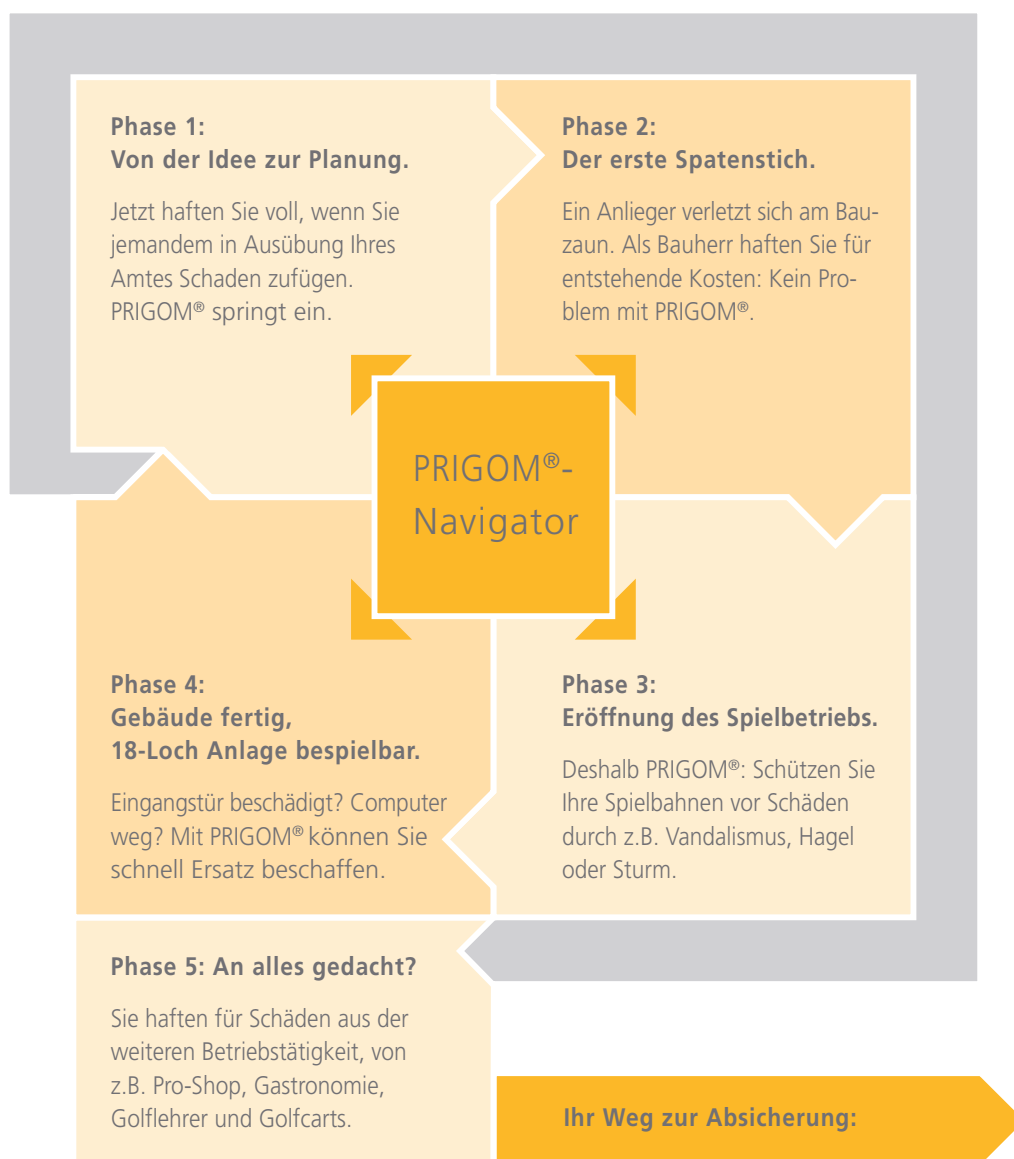 Phase 1:
Von der Idee zur Planung.
Jetzt haften Sie voll, wenn Sie
jemandem in Ausübung Ihres
Amtes Schaden zufügen.
PRIGOM® springt ein.
Phase 2:
Der erste Spatenstich.
Ein Anlieger verletzt sich am Bau-
zaun. Als Bauherr haften Sie für
entstehende Kosten: Kein Pro-
blem mit PRIGOM®.
PRIGOM®-
Navigator
Phase 3:
Eröffnung des Spielbetriebs.
Deshalb PRIGOM®: Schützen Sie
Ihre Spielbahnen vor Schäden
durch z.B. Vandalismus, Hagel
oder Sturm.
Phase 4:
Gebäude fertig,
18-Loch Anlage bespielbar.
Eingangstür beschädigt? Computer
weg? Mit PRIGOM® können Sie
schnell Ersatz beschaffen.
Phase 5: An alles gedacht?
Sie haften für Schäden aus der
weiteren Betriebstätigkeit, von
z.B. Pro-Shop, Gastronomie,
Golflehrer und Golfcarts.
Ihr Weg zur Absicherung: